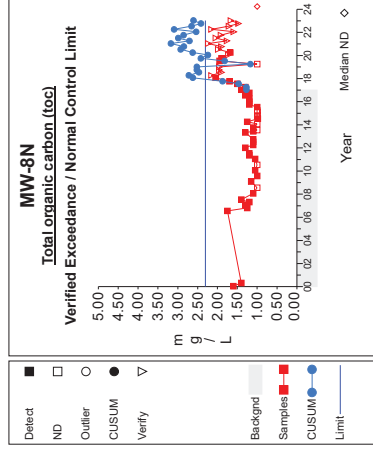 MW-8N
Total organic carbon (toc)
Verified Exceedance / Normal Control Limit
5.00
4.50
4.00
3.50
3.00
2.50
2.00
1.50
1.00
0.50
0.00
m
g
/
L
00 02 04 06 08 10 12 14 16 18 20 22 24
Year
Median ND
Detect
ND
Outlier
CUSUM
Verify
Backgnd
Samples
CUSUM
Limit